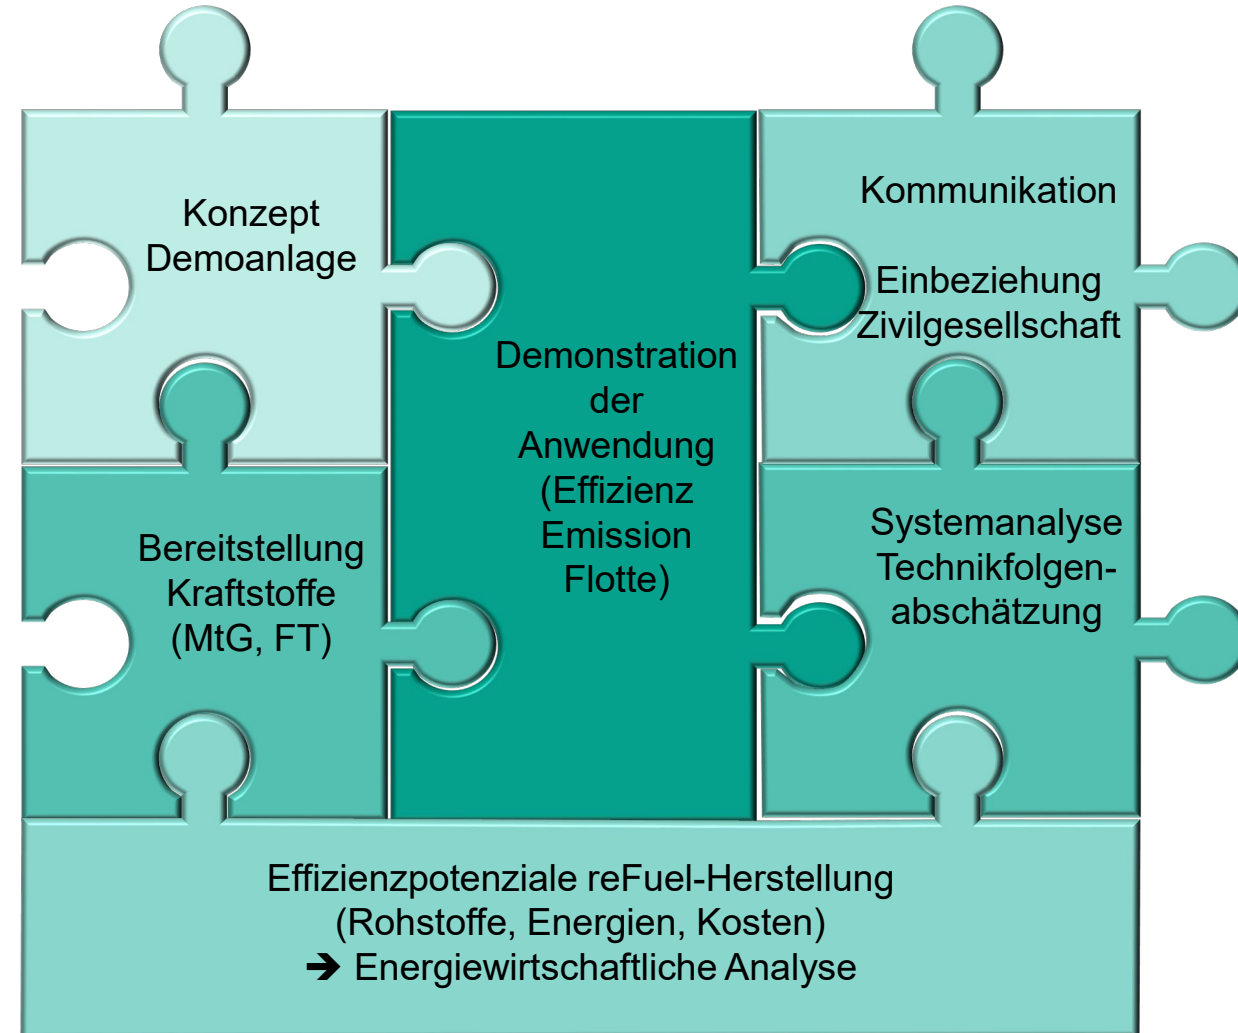 Konzept
Demoanlage
Demonstration
der
Anwendung
(Effizienz
Emission
Flotte)
Kommunikation
Einbeziehung
Zivilgesellschaft
Bereitstellung
Kraftstoffe
(MtG, FT)
Systemanalyse
Technikfolgen-
abschätzung
Effizienzpotenziale reFuel-Herstellung
(Rohstoffe, Energien, Kosten)
➔ Energiewirtschaftliche Analyse